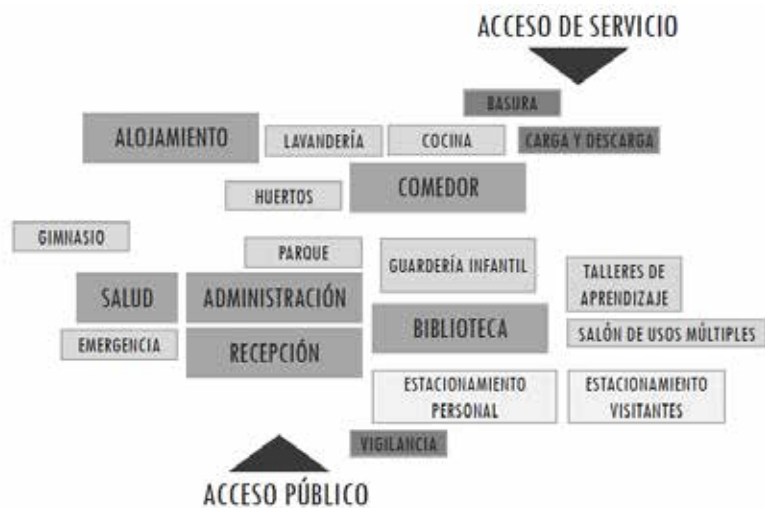 ACCESO DE SERVICIO
BASURA
ALOJAMIENTO
LAVANDERÍA
COCINA
CARGA Y DESCARGA
HUERTOS
COMEDOR
GIMNASIO
PARQUE
GUARDERÍA INFANTIL
TALLERES DE
APRENDIZAJE
SALUD
ADMINISTRACIÓN
BIBLIOTECA
SALÓN DE USOS MÚLTIPLES
EMERGENCIA
RECEPCIÓN
ESTACIONAMIENTO
PERSONAL
ESTACIONAMIENTO
VISITANTES
VIGILANCIA
ACCESO PÚBLICO